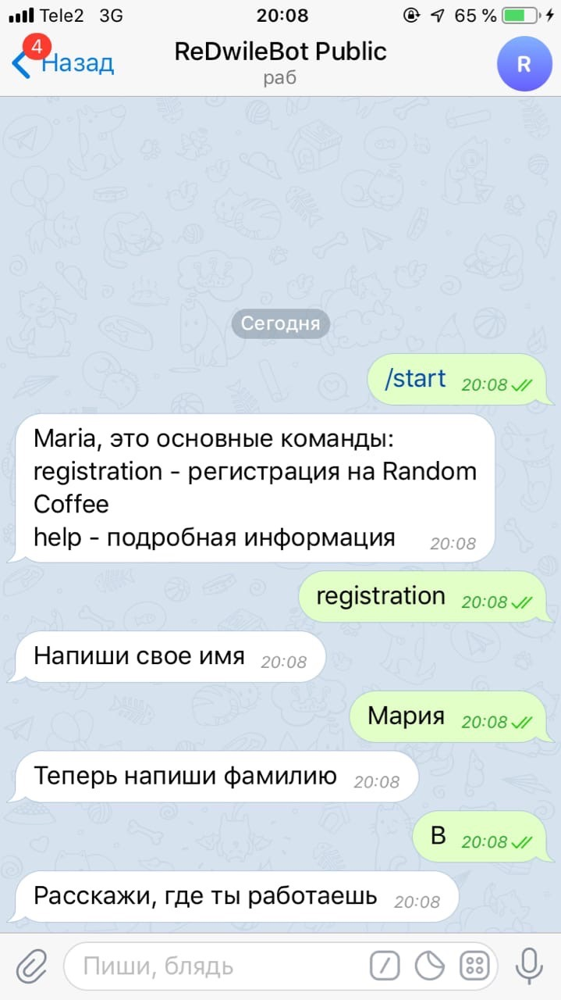 Tele2 3G 20:08 65 %
4
Назад
ReDwileBot Public
раб
R
Сегодня
/start 20:08
Maria, это основные команды:
registration - регистрация на Random
Coffee
help - подробная информация 20:08
registration 20:08
Напиши свое имя 20:08
Мария 20:08
Теперь напиши фамилию 20:08
В 20:08
Расскажи, где ты работаешь 20:08
Пиши, блядь